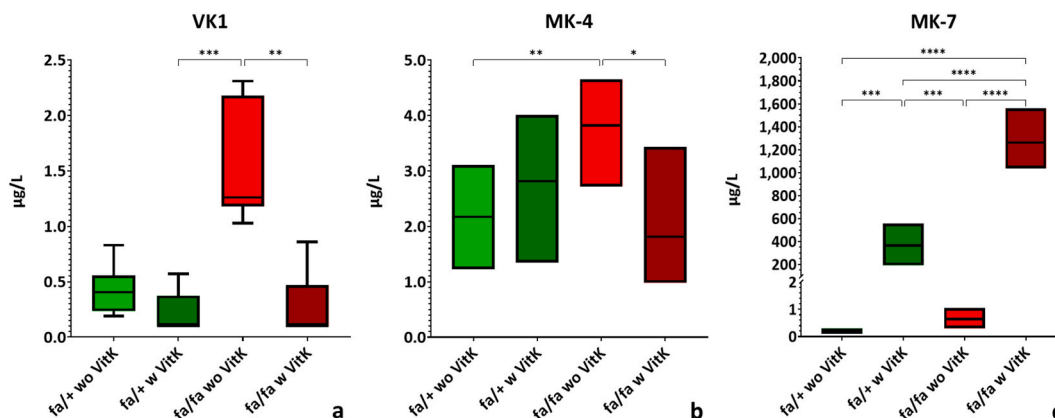 VK1
MK-4
MK-7
***
**
2.5
2.0
1.5
1.0
0.5
0.0
µg/L
fa/+ wo VitK
fa/+ w VitK
fa/fa wo VitK
fa/fa w VitK
a
**
*
5.0
4.0
3.0
2.0
1.0
0.0
µg/L
fa/+ wo VitK
fa/+ w VitK
fa/fa wo VitK
fa/fa w VitK
b
****
****
***
***
****
2,000
1,800
1,600
1,400
1,200
1,000
800
600
400
200
2
1
0
µg/L
fa/+ wo VitK
fa/+ w VitK
fa/fa wo VitK
fa/fa w VitK